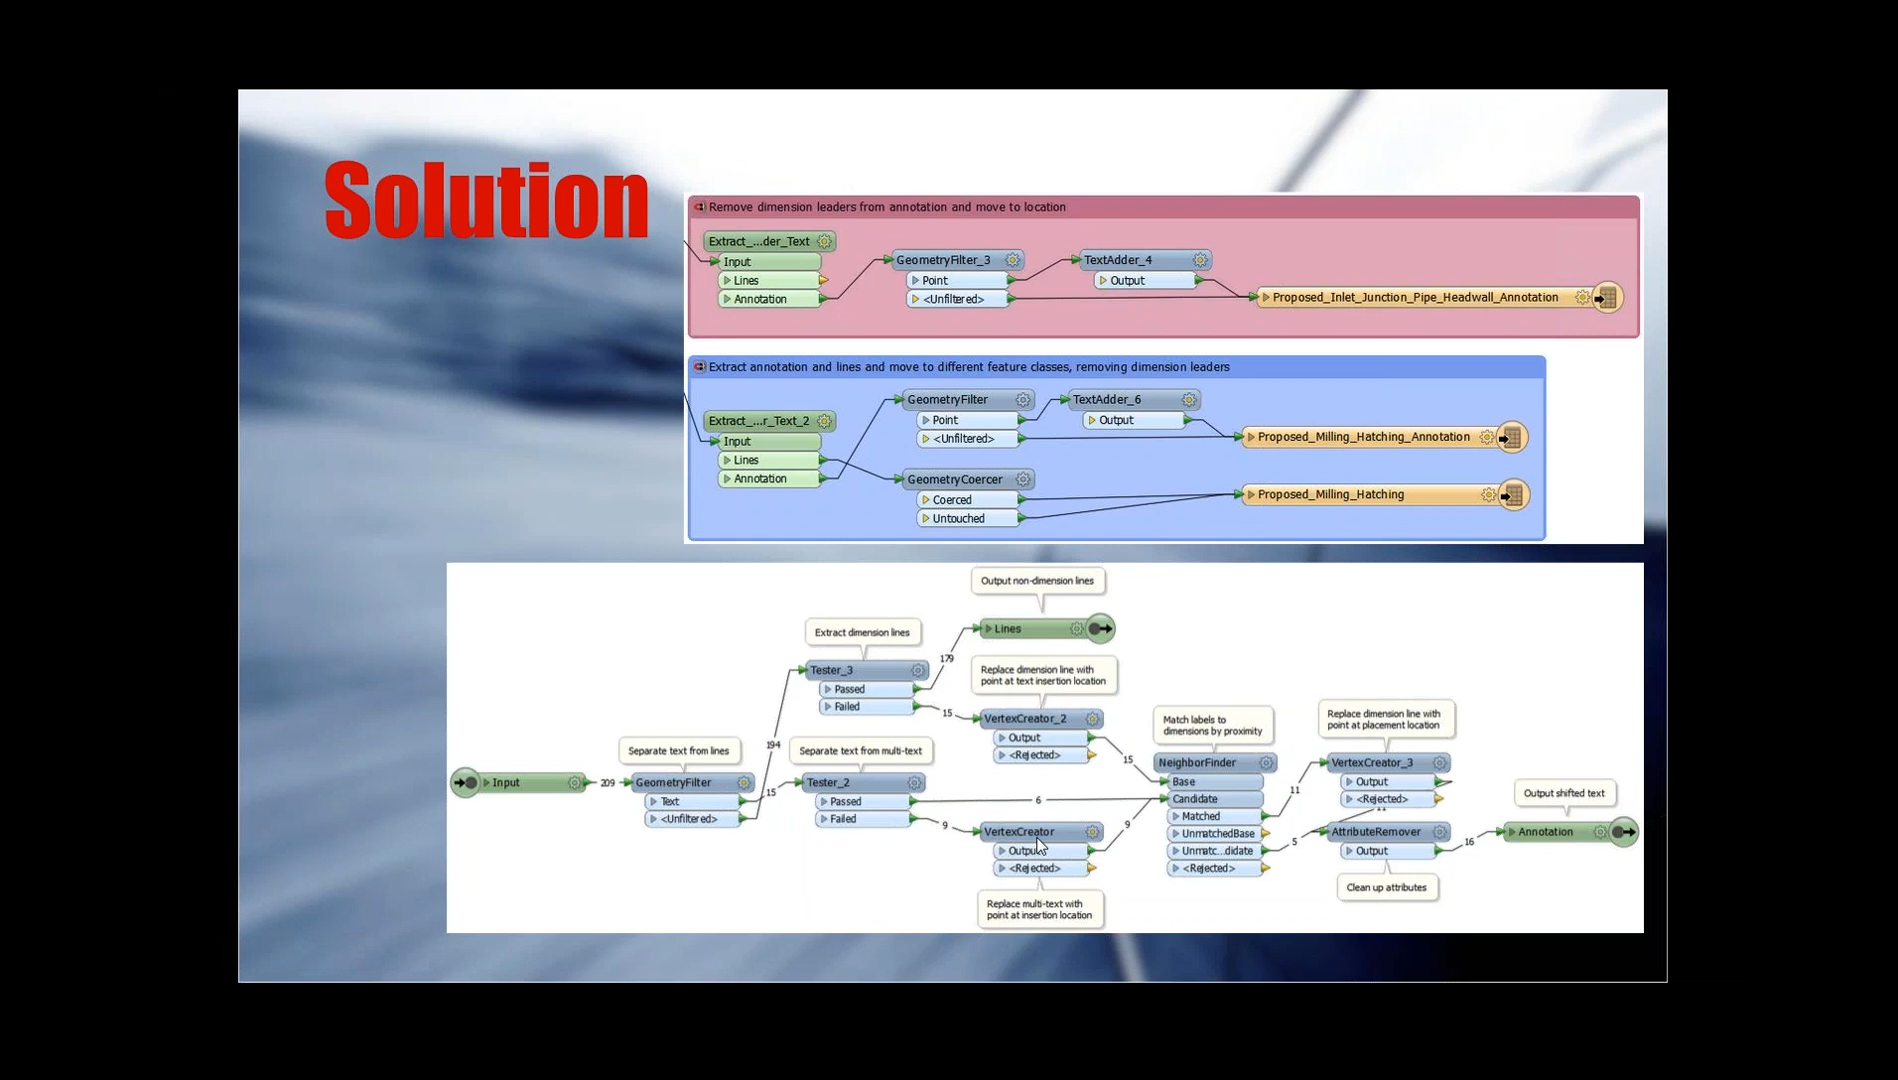 Solution
Remove dimension leaders from annotation and move to location
Extract_...der_Text
Input
Lines
Annotation
GeometryFilter_3
Point
<Unfiltered>
TextAdder_4
Output
Proposed_Inlet_Junction_Pipe_Headwall_Annotation
Extract annotation and lines and move to different feature classes, removing dimension leaders
Extract_...r_Text_2
Input
Lines
Annotation
GeometryFilter
Point
<Unfiltered>
TextAdder_6
Output
Proposed_Milling_Hatching_Annotation
GeometryCoercer
Coerced
Untouched
Proposed_Milling_Hatching
Input
209
Separate text from lines
GeometryFilter
Text
<Unfiltered>
194
15
Extract dimension lines
Tester_3
Passed
Failed
179
15
Separate text from multi-text
Tester_2
Passed
Failed
6
9
Output non-dimension lines
Lines
Replace dimension line with
point at text insertion location
VertexCreator_2
Output
<Rejected>
15
VertexCreator
Output
<Rejected>
9
Replace multi-text with
point at insertion location
Match labels to
dimensions by proximity
NeighborFinder
Base
Candidate
Matched
UnmatchedBase
Unmatc...didate
<Rejected>
11
5
Replace dimension line with
point at placement location
VertexCreator_3
Output
<Rejected>
11
AttributeRemover
Output
16
Clean up attributes
Output shifted text
Annotation